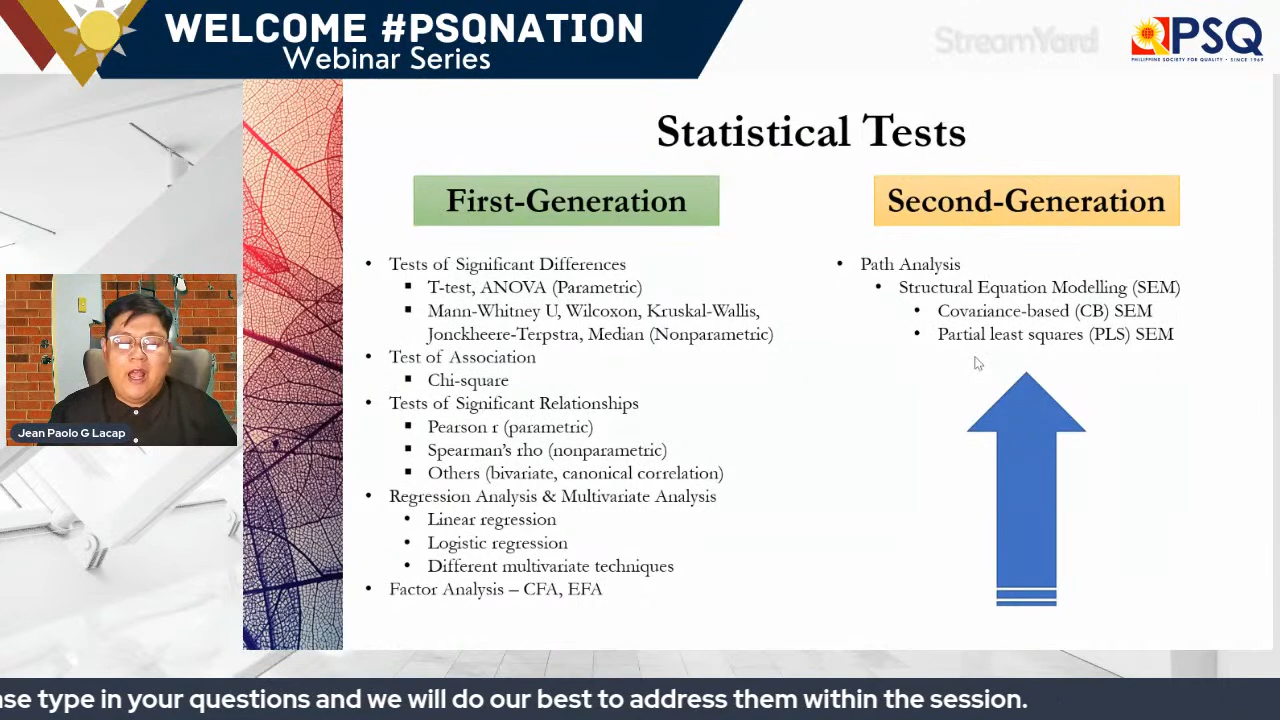 WELCOME #PSQNATION
Webinar Series
StreamYard
PSQ
PHILIPPINE SOCIETY FOR QUALITY • SINCE 1969
Statistical Tests
First-Generation
• Tests of Significant Differences
▪ T-test, ANOVA (Parametric)
▪ Mann-Whitney U, Wilcoxon, Kruskal-Wallis,
Jonckheere-Terpstra, Median (Nonparametric)
• Test of Association
▪ Chi-square
• Tests of Significant Relationships
▪ Pearson r (parametric)
▪ Spearman's rho (nonparametric)
▪ Others (bivariate, canonical correlation)
• Regression Analysis & Multivariate Analysis
• Linear regression
• Logistic regression
• Different multivariate techniques
• Factor Analysis – CFA, EFA
Second-Generation
• Path Analysis
• Structural Equation Modelling (SEM)
• Covariance-based (CB) SEM
• Partial least squares (PLS) SEM
Jean Paolo G Lacap
ase type in your questions and we will do our best to address them within the session.